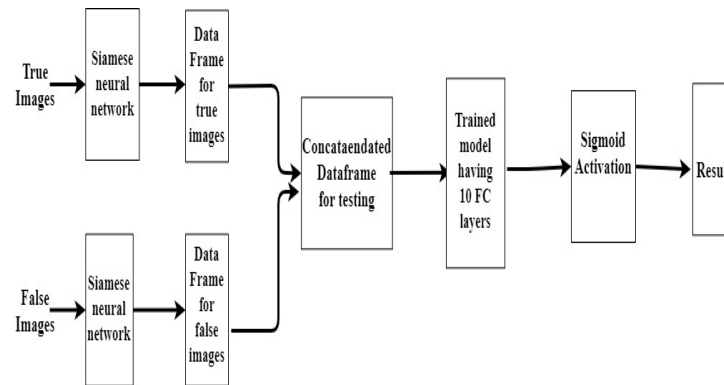 True
Images
Siamese
neural
network
Data
Frame
for
true
images
Concataendated
Dataframe
for testing
Trained
model
having
10 FC
layers
Sigmoid
Activation
Resu
False
Images
Siamese
neural
network
Data
Frame
for
false
images